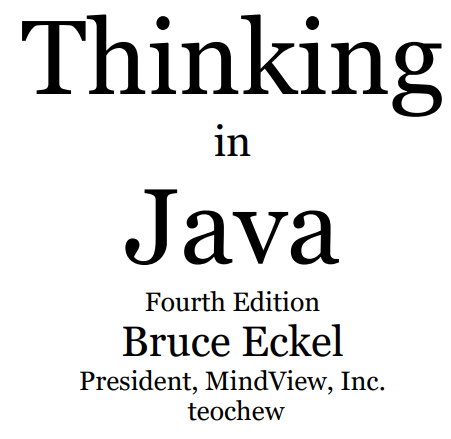 Thinking
in
Java
Fourth Edition
Bruce Eckel
President, MindView, Inc.
teochew